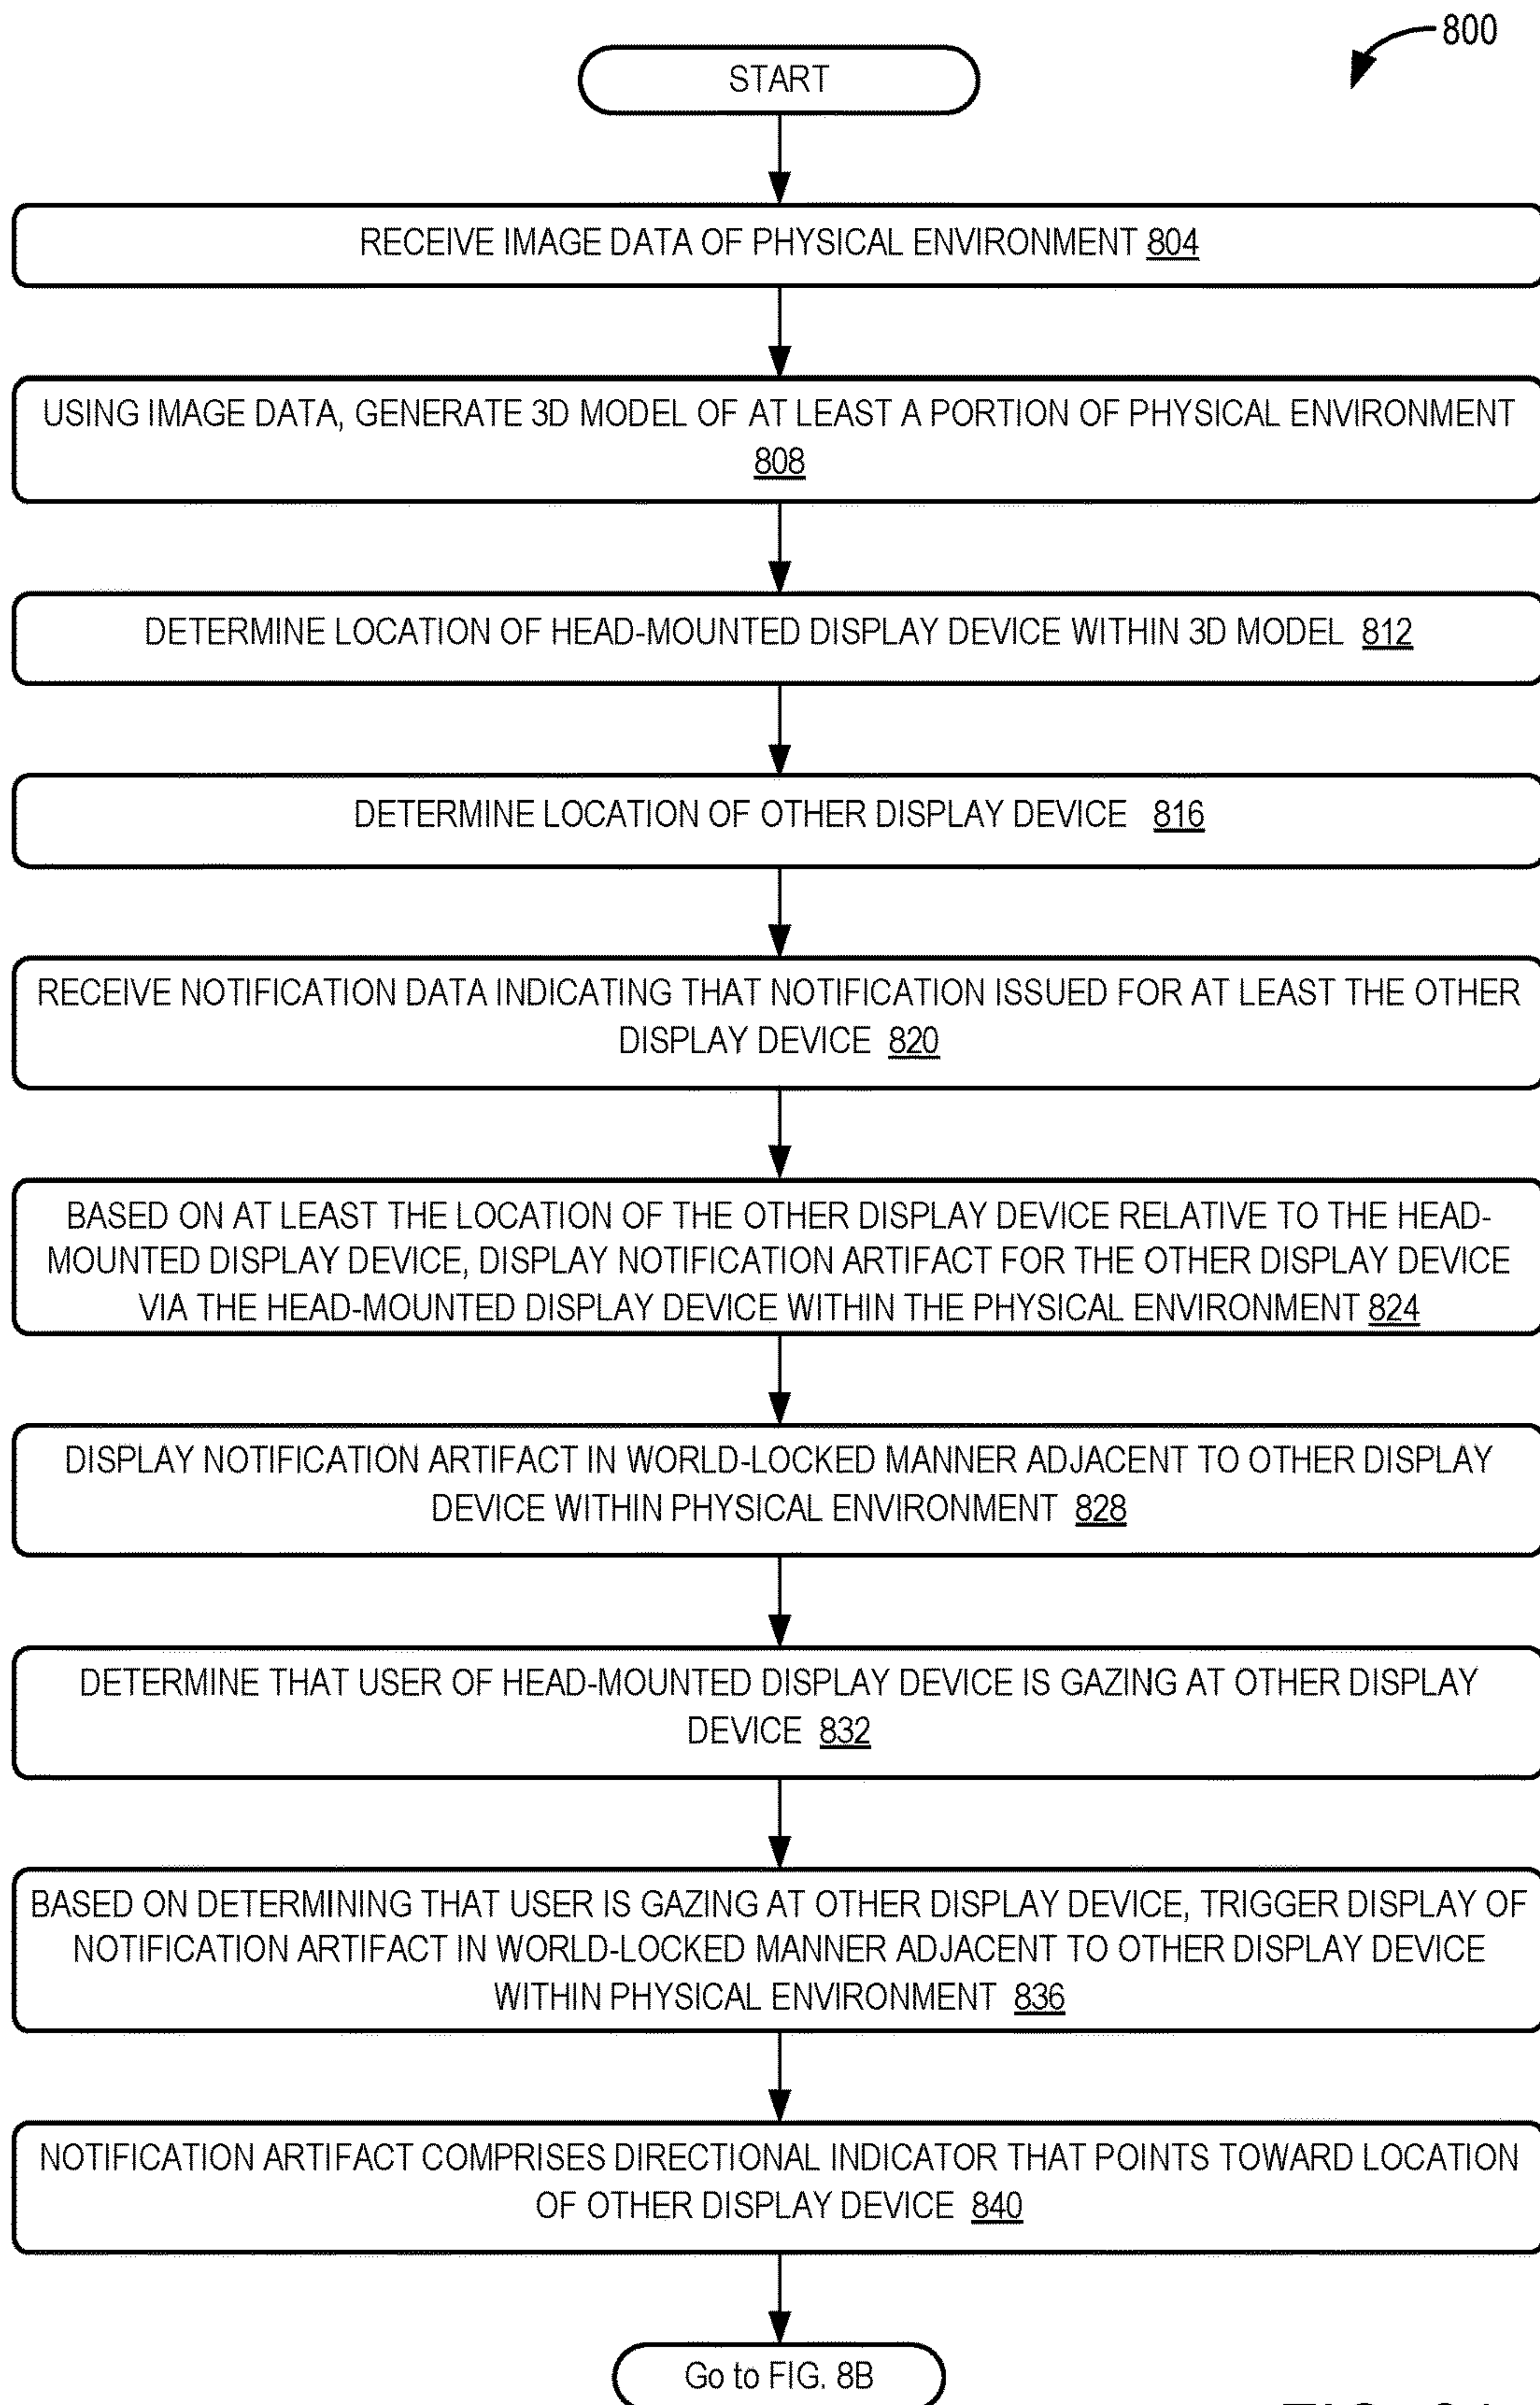 800
START
RECEIVE IMAGE DATA OF PHYSICAL ENVIRONMENT 804
USING IMAGE DATA, GENERATE 3D MODEL OF AT LEAST A PORTION OF PHYSICAL ENVIRONMENT
808
DETERMINE LOCATION OF HEAD-MOUNTED DISPLAY DEVICE WITHIN 3D MODEL 812
DETERMINE LOCATION OF OTHER DISPLAY DEVICE 816
RECEIVE NOTIFICATION DATA INDICATING THAT NOTIFICATION ISSUED FOR AT LEAST THE OTHER
DISPLAY DEVICE 820
BASED ON AT LEAST THE LOCATION OF THE OTHER DISPLAY DEVICE RELATIVE TO THE HEAD-
MOUNTED DISPLAY DEVICE, DISPLAY NOTIFICATION ARTIFACT FOR THE OTHER DISPLAY DEVICE
VIA THE HEAD-MOUNTED DISPLAY DEVICE WITHIN THE PHYSICAL ENVIRONMENT 824
DISPLAY NOTIFICATION ARTIFACT IN WORLD-LOCKED MANNER ADJACENT TO OTHER DISPLAY
DEVICE WITHIN PHYSICAL ENVIRONMENT 828
DETERMINE THAT USER OF HEAD-MOUNTED DISPLAY DEVICE IS GAZING AT OTHER DISPLAY
DEVICE 832
BASED ON DETERMINING THAT USER IS GAZING AT OTHER DISPLAY DEVICE, TRIGGER DISPLAY OF
NOTIFICATION ARTIFACT IN WORLD-LOCKED MANNER ADJACENT TO OTHER DISPLAY DEVICE
WITHIN PHYSICAL ENVIRONMENT 836
NOTIFICATION ARTIFACT COMPRISES DIRECTIONAL INDICATOR THAT POINTS TOWARD LOCATION
OF OTHER DISPLAY DEVICE 840
Go to FIG. 8B